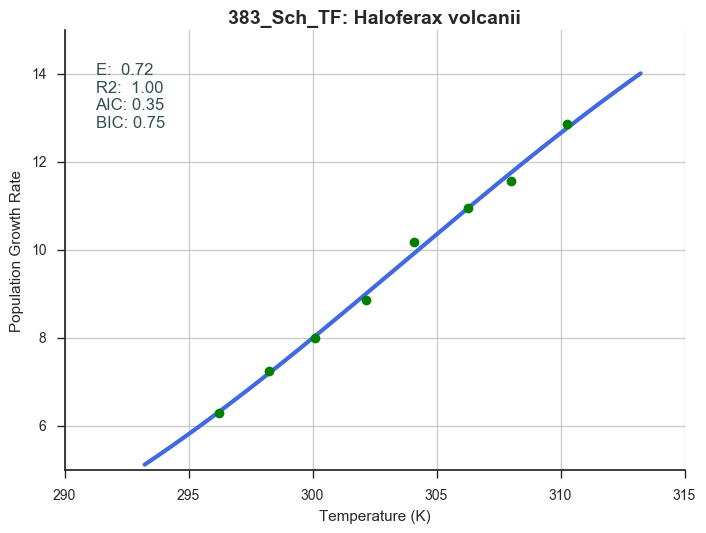 383_Sch_TF: Haloferax volcanii
E:  0.72
R2:  1.00
AIC: 0.35
BIC: 0.75
Population Growth Rate
14
12
10
8
6
290 295 300 305 310 315
Temperature (K)